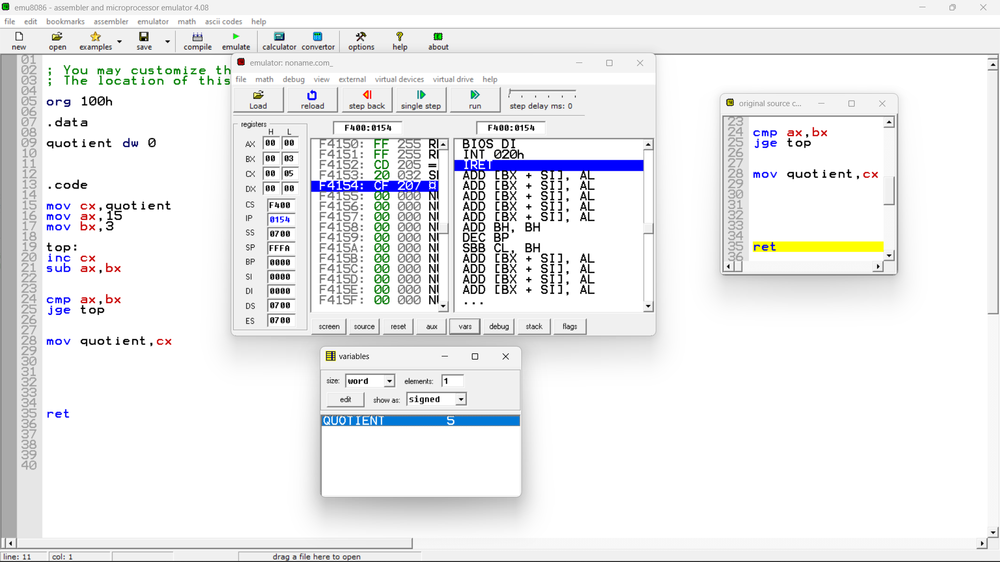 emu8086 - assembler and microprocessor emulator 4.08
file edit bookmarks assembler emulator math ascii codes help
new open examples save compile emulate calculator convertor options help about
01
02 ; You may customize th
03 ; The location of this
04
05 org 100h
06
07 .data
08
09 quotient dw 0
10
11
12
13 .code
14
15 mov cx,quotient
16 mov ax,15
17 mov bx,3
18
19 top:
20 inc cx
21 sub ax,bx
22
23
24 cmp ax,bx
25 jge top
26
27
28 mov quotient,cx
29
30
31
32
33
34
35 ret
36
37
38
39
40
emulator: noname.com_
file math debug view external virtual devices virtual drive help
Load reload step back single step run step delay ms: 0
registers
H L
AX 00 00
BX 00 03
CX 00 05
DX 00 00
CS F400
IP 0154
SS 0700
SP FFFA
BP 0000
SI 0000
DI 0000
DS 0700
ES 0700
F400:0154
F4150: FF 255
F4151: FF 255
F4152: CD 205 =
F4153: 20 032
F4154: CF 207 ¤
F4155: 00 000
F4156: 00 000
F4157: 00 000
F4158: 00 000
F4159: 00 000
F415A: 00 000
F415B: 00 000
F415C: 00 000
F415D: 00 000
F415E: 00 000
F415F: 00 000
F400:0154
BIOS DI
INT 020h
IRET
ADD [BX + SI], AL
ADD [BX + SI], AL
ADD [BX + SI], AL
ADD [BX + SI], AL
ADD [BX + SI], AL
ADD BH, BH
DEC BP
SBB CL, BH
ADD [BX + SI], AL
ADD [BX + SI], AL
ADD [BX + SI], AL
ADD [BX + SI], AL
...
screen source reset aux vars debug stack flags
original source c...
23
24 cmp ax,bx
25 jge top
26
27
28 mov quotient,cx
29
30
31
32
33
34
35 ret
36
variables
size: word elements: 1
edit show as: signed
QUOTIENT 5
line: 11 col: 1 drag a file here to open